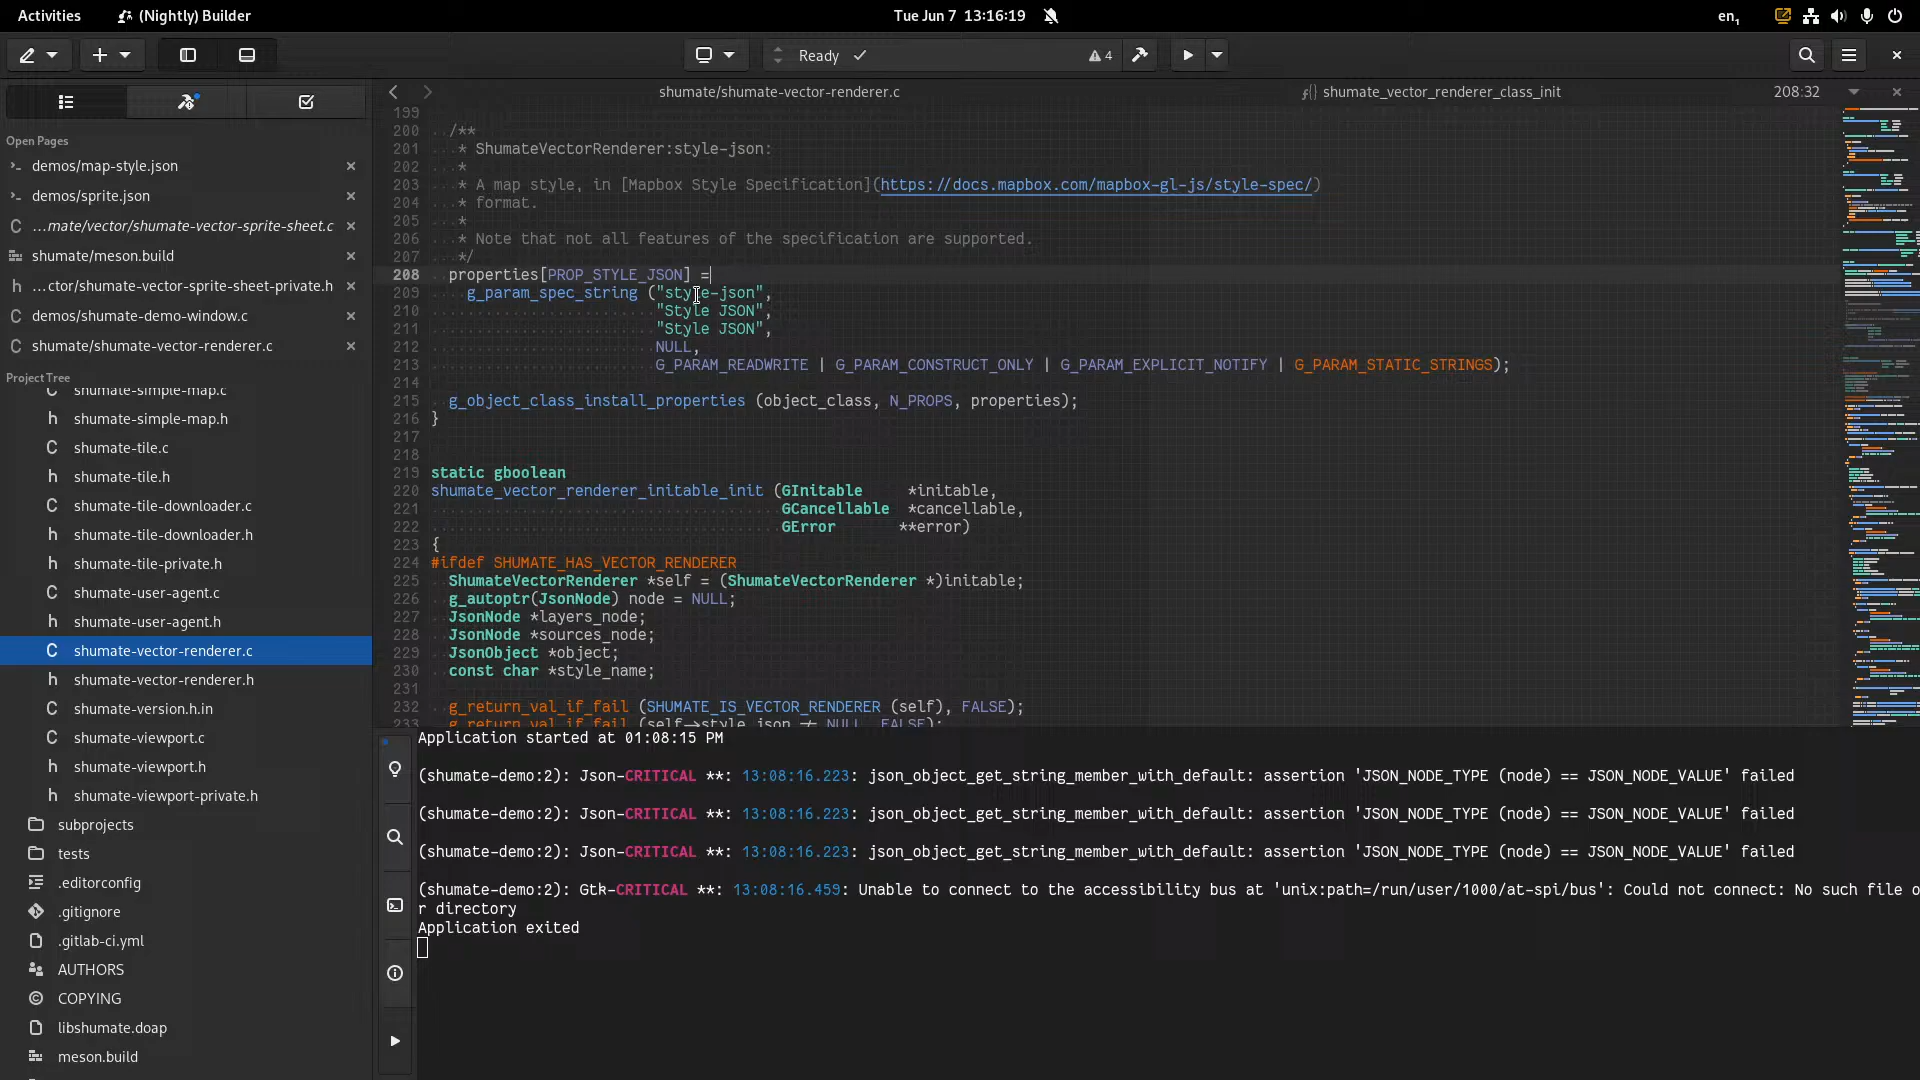 Activities
(Nightly) Builder
Tue Jun 7 13:16:19
en₁
Ready
4
Open Pages
demos/map-style.json
demos/sprite.json
...mate/vector/shumate-vector-sprite-sheet.c
shumate/meson.build
...ctor/shumate-vector-sprite-sheet-private.h
demos/shumate-demo-window.c
shumate/shumate-vector-renderer.c
Project Tree
shumate-simple-map.c
shumate-simple-map.h
shumate-tile.c
shumate-tile.h
shumate-tile-downloader.c
shumate-tile-downloader.h
shumate-tile-private.h
shumate-user-agent.c
shumate-user-agent.h
shumate-vector-renderer.c
shumate-vector-renderer.h
shumate-version.h.in
shumate-viewport.c
shumate-viewport.h
shumate-viewport-private.h
subprojects
tests
.editorconfig
.gitignore
.gitlab-ci.yml
AUTHORS
COPYING
libshumate.doap
meson.build
shumate/shumate-vector-renderer.c
shumate_vector_renderer_class_init
208:32
199
200 /**
201 * ShumateVectorRenderer:style-json:
202 *
203 * A map style, in [Mapbox Style Specification](https://docs.mapbox.com/mapbox-gl-js/style-spec/)
204 * format.
205 *
206 * Note that not all features of the specification are supported.
207 */
208 properties[PROP_STYLE_JSON] =
209 g_param_spec_string ("style-json",
210 "Style JSON",
211 "Style JSON",
212 NULL,
213 G_PARAM_READWRITE | G_PARAM_CONSTRUCT_ONLY | G_PARAM_EXPLICIT_NOTIFY | G_PARAM_STATIC_STRINGS);
214
215 g_object_class_install_properties (object_class, N_PROPS, properties);
216 }
217
218
219 static gboolean
220 shumate_vector_renderer_initable_init (GInitable *initable,
221 GCancellable *cancellable,
222 GError **error)
223 {
224 #ifdef SHUMATE_HAS_VECTOR_RENDERER
225 ShumateVectorRenderer *self = (ShumateVectorRenderer *)initable;
226 g_autoptr(JsonNode) node = NULL;
227 JsonNode *layers_node;
228 JsonNode *sources_node;
229 JsonObject *object;
230 const char *style_name;
231
232 g_return_val_if_fail (SHUMATE_IS_VECTOR_RENDERER (self), FALSE);
233 g_return_val_if_fail (self->style_json != NULL, FALSE);
Application started at 01:08:15 PM
(shumate-demo:2): Json-CRITICAL **: 13:08:16.223: json_object_get_string_member_with_default: assertion 'JSON_NODE_TYPE (node) == JSON_NODE_VALUE' failed
(shumate-demo:2): Json-CRITICAL **: 13:08:16.223: json_object_get_string_member_with_default: assertion 'JSON_NODE_TYPE (node) == JSON_NODE_VALUE' failed
(shumate-demo:2): Json-CRITICAL **: 13:08:16.223: json_object_get_string_member_with_default: assertion 'JSON_NODE_TYPE (node) == JSON_NODE_VALUE' failed
(shumate-demo:2): Gtk-CRITICAL **: 13:08:16.459: Unable to connect to the accessibility bus at 'unix:path=/run/user/1000/at-spi/bus': Could not connect: No such file o
r directory
Application exited